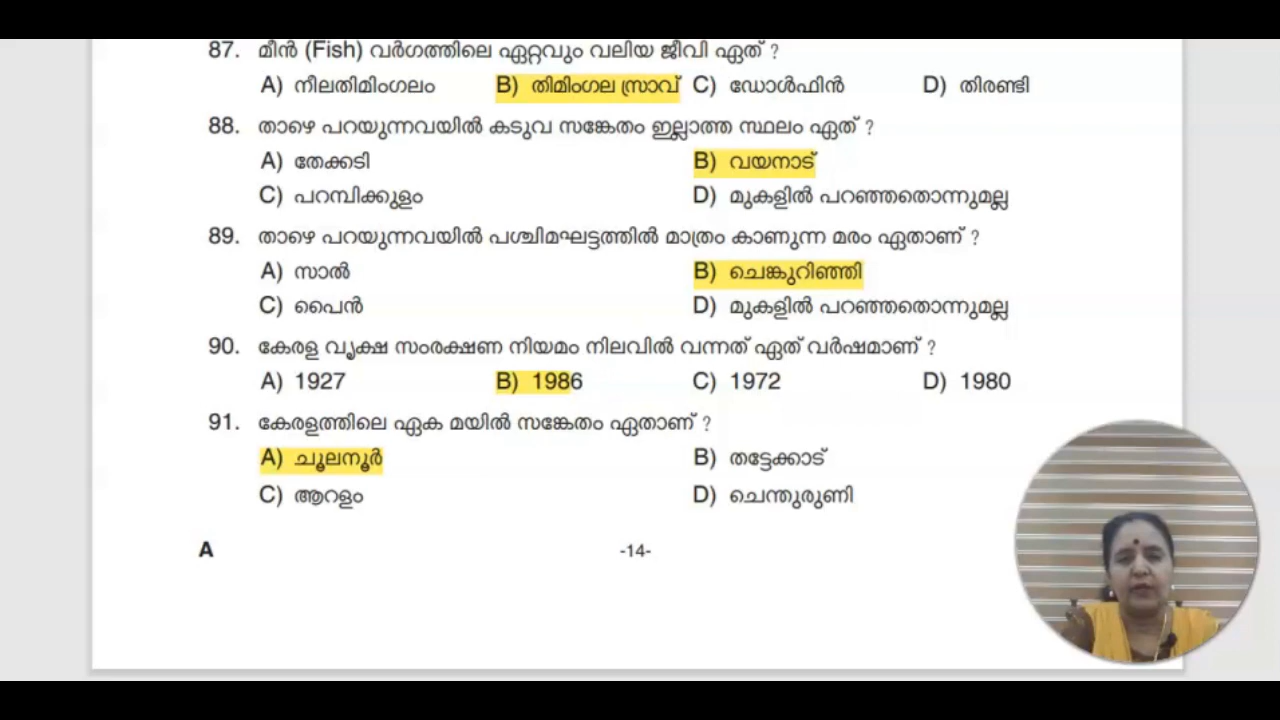 87. മീൻ (Fish) വർഗത്തിലെ ഏറ്റവും വലിയ ജീവി ഏത് ?
A) നീലതിമിംഗലം B) തിമിംഗല സ്രാവ് C) ഡോൾഫിൻ D) തിരണ്ടി
88. താഴെ പറയുന്നവയിൽ കടുവ സങ്കേതം ഇല്ലാത്ത സ്ഥലം ഏത് ?
A) തേക്കടി B) വയനാട്
C) പറമ്പിക്കുളം D) മുകളിൽ പറഞ്ഞതൊന്നുമല്ല
89. താഴെ പറയുന്നവയിൽ പശ്ചിമഘട്ടത്തിൽ മാത്രം കാണുന്ന മരം ഏതാണ് ?
A) സാൽ B) ചെങ്കുറിഞ്ഞി
C) പൈൻ D) മുകളിൽ പറഞ്ഞതൊന്നുമല്ല
90. കേരള വൃക്ഷ സംരക്ഷണ നിയമം നിലവിൽ വന്നത് ഏത് വർഷമാണ് ?
A) 1927 B) 1986 C) 1972 D) 1980
91. കേരളത്തിലെ ഏക മയിൽ സങ്കേതം ഏതാണ് ?
A) ചൂലനൂർ B) തട്ടേക്കാട്
C) ആറളം D) ചെന്തുരുണി
A -14-